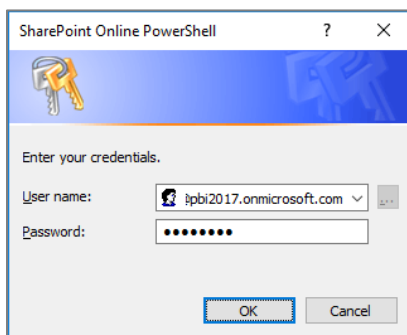 SharePoint Online PowerShell ? ×
Enter your credentials.
User name: pbi2017.onmicrosoft.com ...
Password: ••••••••
OK Cancel